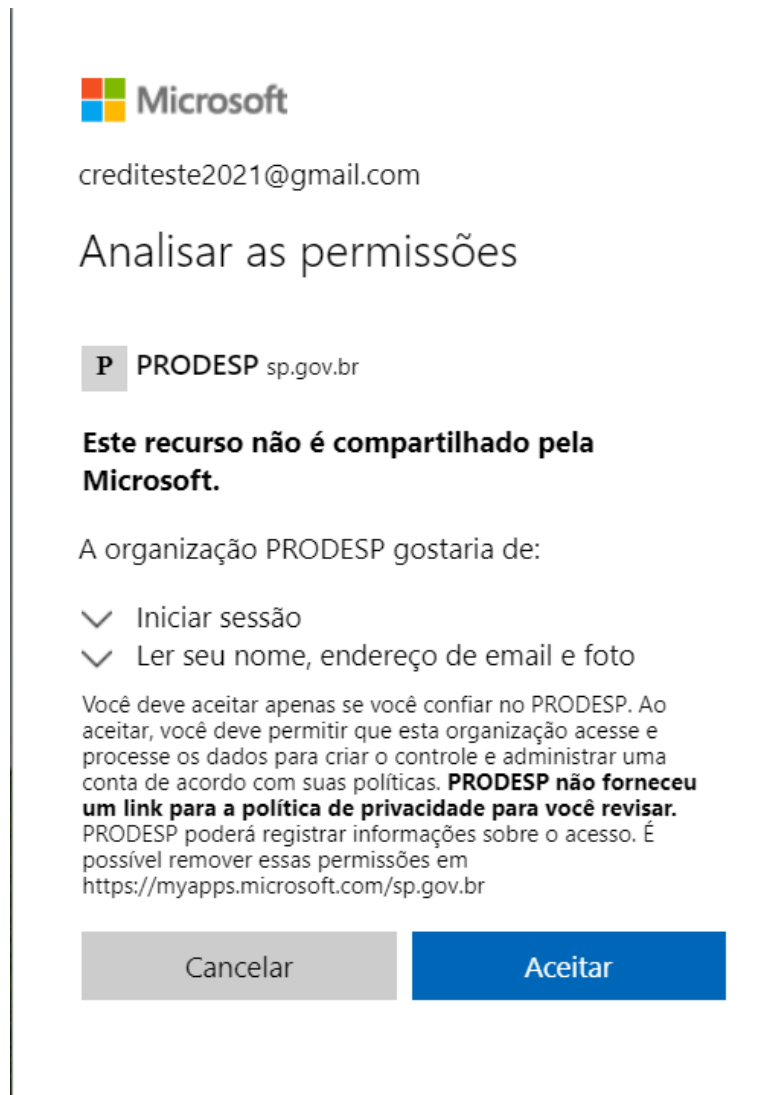 Microsoft
crediteste2021@gmail.com
Analisar as permissões
P PRODESP sp.gov.br
Este recurso não é compartilhado pela
Microsoft.
A organização PRODESP gostaria de:
Iniciar sessão
Ler seu nome, endereço de email e foto
Você deve aceitar apenas se você confiar no PRODESP. Ao
aceitar, você deve permitir que esta organização acesse e
processe os dados para criar o controle e administrar uma
conta de acordo com suas políticas. PRODESP não forneceu
um link para a política de privacidade para você revisar.
PRODESP poderá registrar informações sobre o acesso. É
possível remover essas permissões em
https://myapps.microsoft.com/sp.gov.br
Cancelar
Aceitar